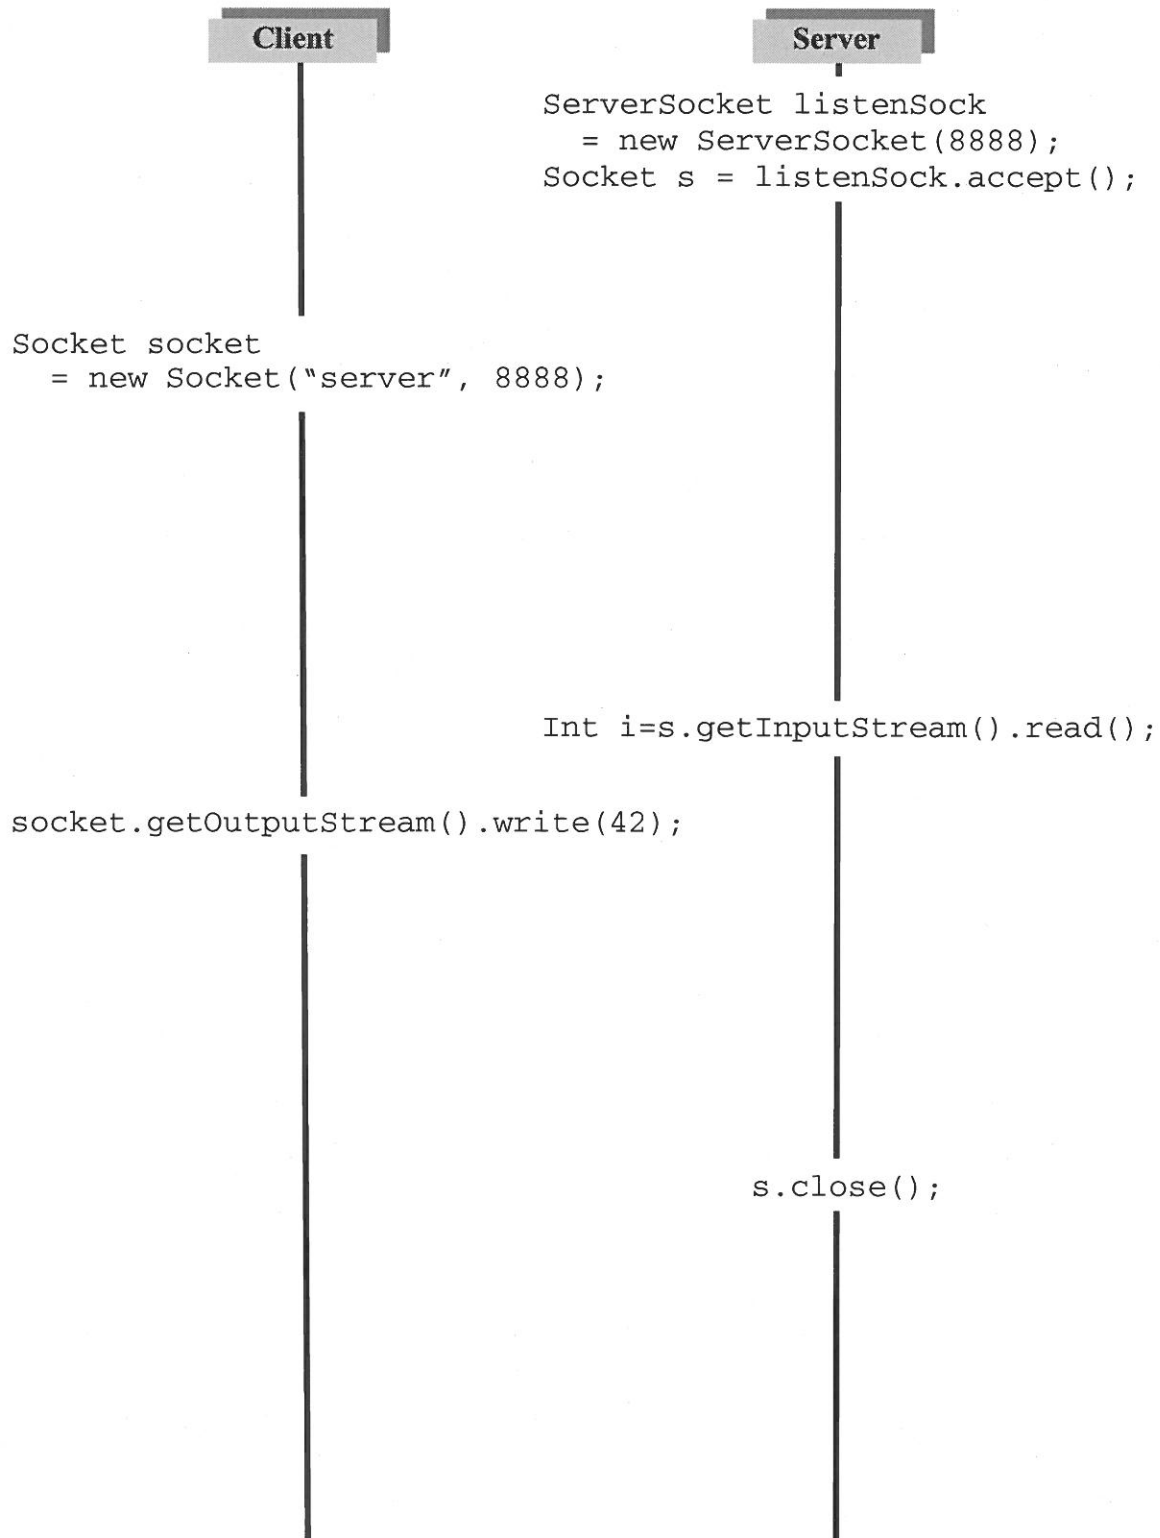 Client
Server
ServerSocket listenSock
= new ServerSocket(8888);
Socket s = listenSock.accept();
Socket socket
= new Socket("server", 8888);
Int i=s.getInputStream().read();
socket.getOutputStream().write(42);
s.close();